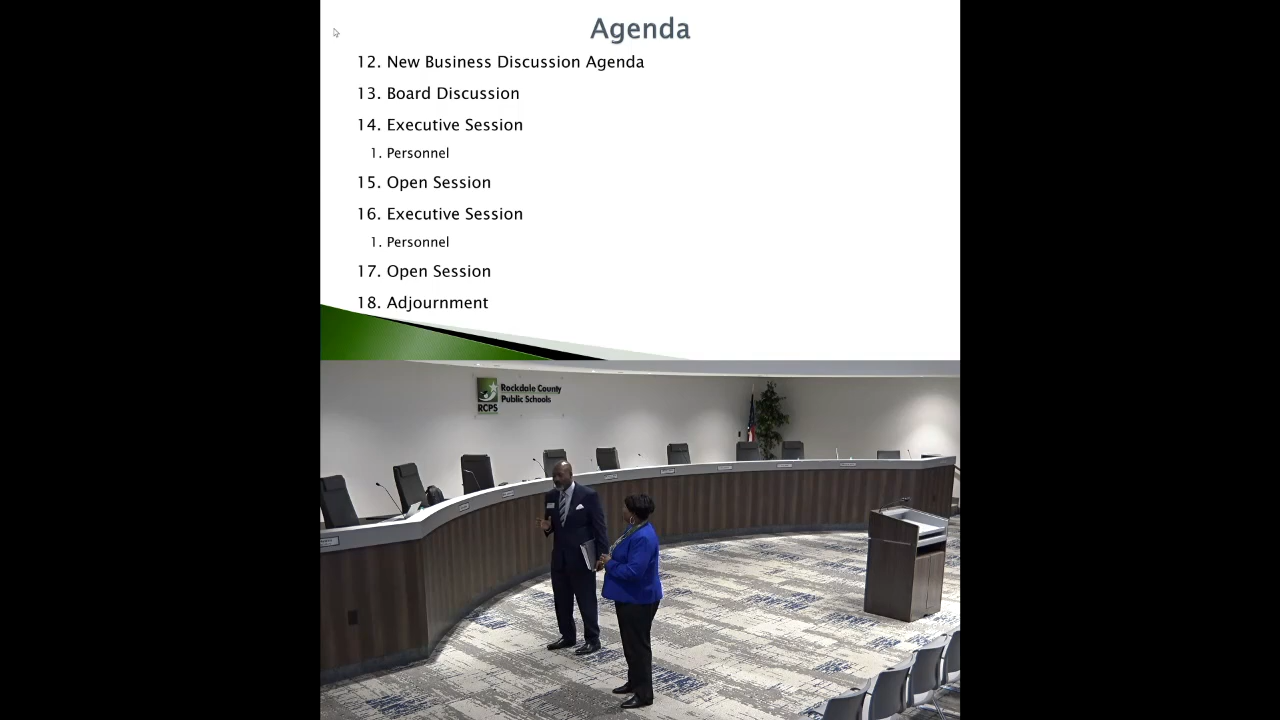 Agenda
12. New Business Discussion Agenda
13. Board Discussion
14. Executive Session
1. Personnel
15. Open Session
16. Executive Session
1. Personnel
17. Open Session
18. Adjournment
Rockdale County
Public Schools
RCPS